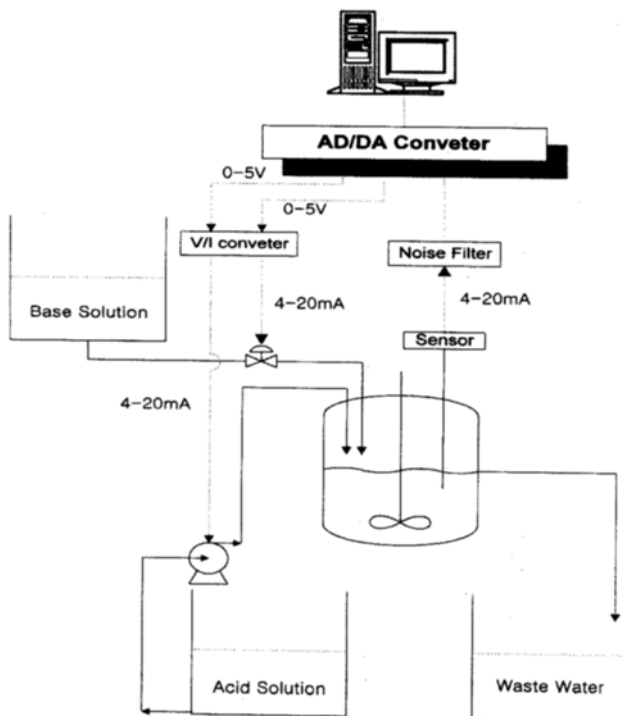 AD/DA Conveter
0-5V
0-5V
V/I conveter
Noise Filter
Base Solution
4-20mA
4-20mA
Sensor
4-20mA
Acid Solution
Waste Water